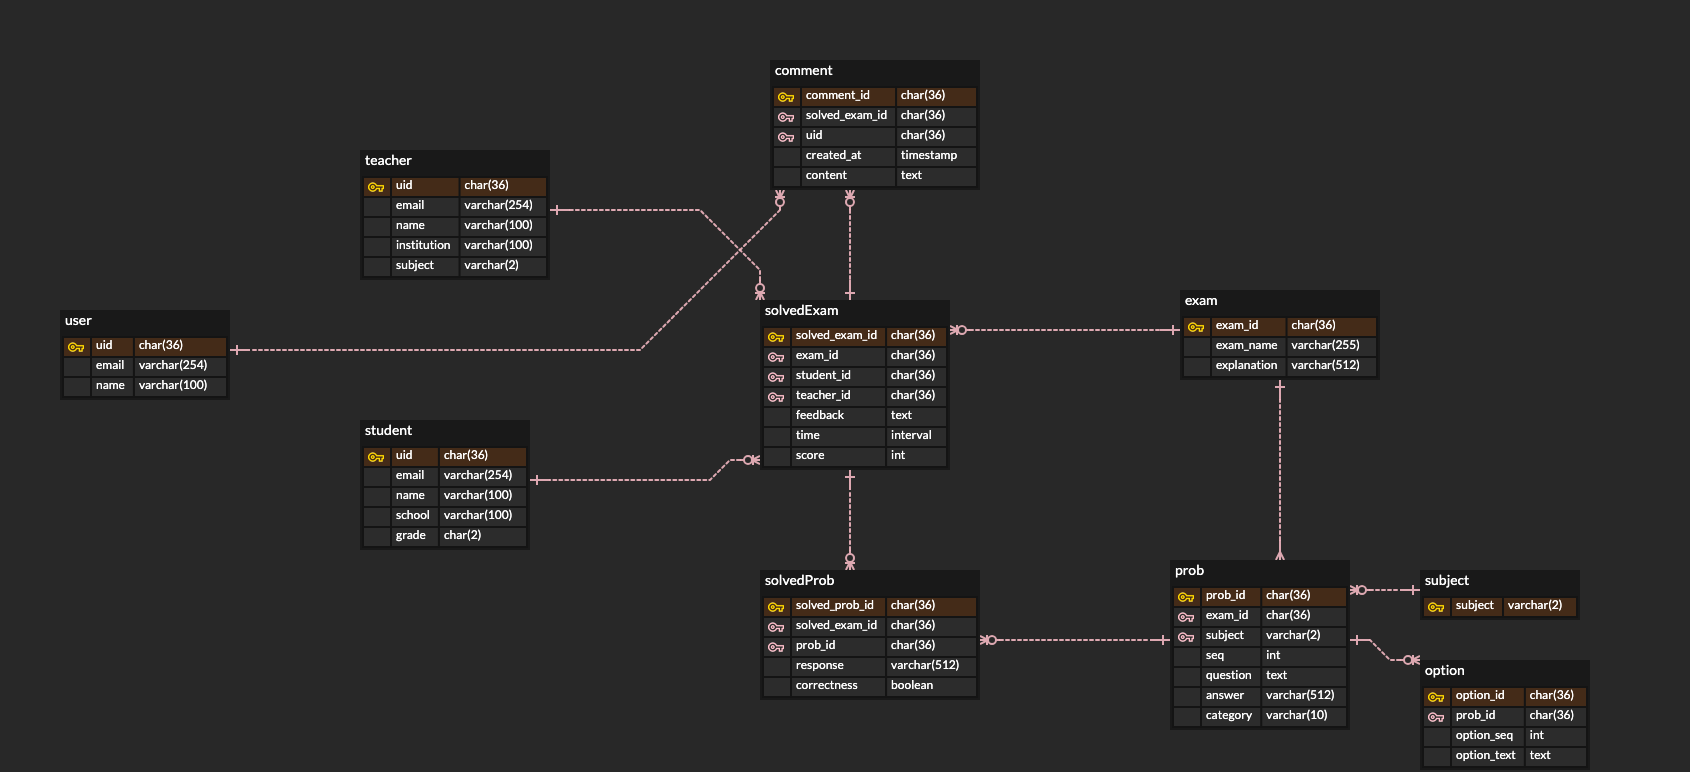 comment
comment_id char(36)
solved_exam_id char(36)
uid char(36)
created_at timestamp
content text
teacher
uid char(36)
email varchar(254)
name varchar(100)
institution varchar(100)
subject varchar(2)
user
uid char(36)
email varchar(254)
name varchar(100)
solvedExam
solved_exam_id char(36)
exam_id char(36)
student_id char(36)
teacher_id char(36)
feedback text
time interval
score int
exam
exam_id char(36)
exam_name varchar(255)
explanation varchar(512)
student
uid char(36)
email varchar(254)
name varchar(100)
school varchar(100)
grade char(2)
solvedProb
solved_prob_id char(36)
solved_exam_id char(36)
prob_id char(36)
response varchar(512)
correctness boolean
prob
prob_id char(36)
exam_id char(36)
subject varchar(2)
seq int
question text
answer varchar(512)
category varchar(10)
subject
subject varchar(2)
option
option_id char(36)
prob_id char(36)
option_seq int
option_text text